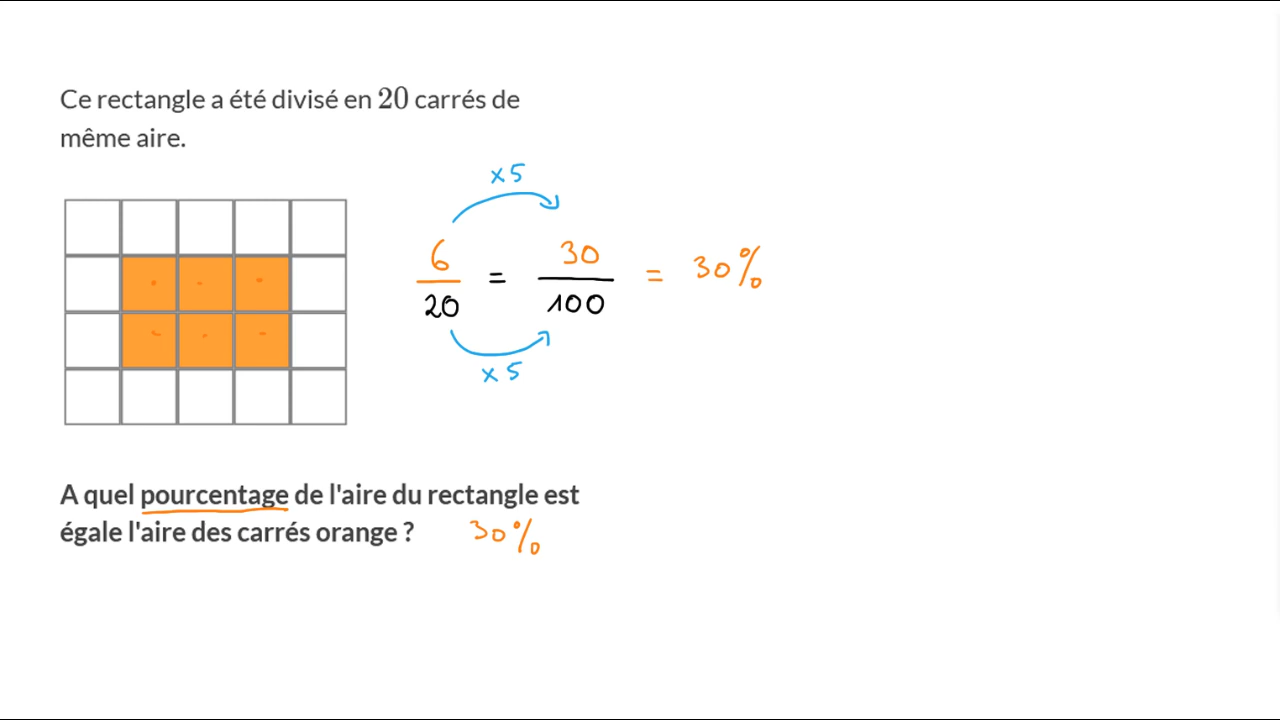 Ce rectangle a été divisé en 20 carrés de
même aire.
x 5
6/20 = 30/100 = 30%
x 5
A quel pourcentage de l'aire du rectangle est
égale l'aire des carrés orange ? 30%